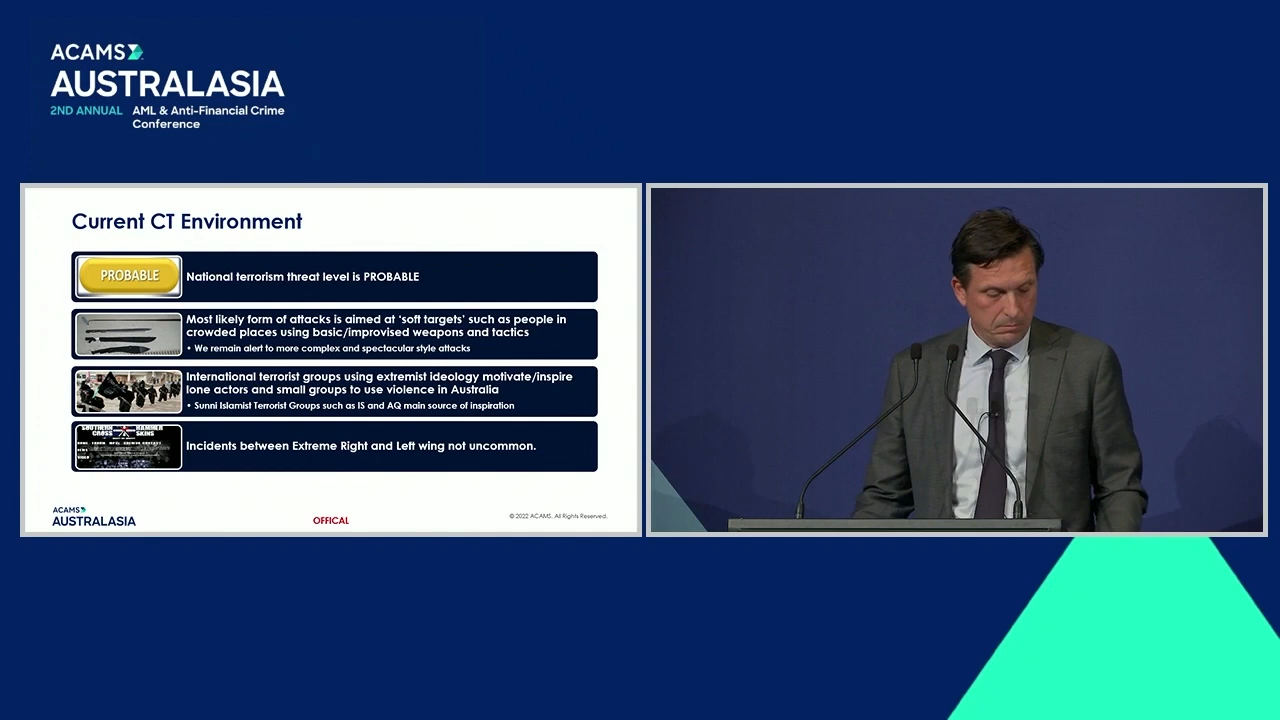 ACAMS
AUSTRALASIA
2ND ANNUAL AML & Anti-Financial Crime
Conference
Current CT Environment
PROBABLE
National terrorism threat level is PROBABLE
Most likely form of attacks is aimed at ‘soft targets’ such as people in
crowded places using basic/improvised weapons and tactics
• We remain alert to more complex and spectacular style attacks
International terrorist groups using extremist ideology motivate/inspire
lone actors and small groups to use violence in Australia
• Sunni Islamist Terrorist Groups such as IS and AQ main source of inspiration
SOUTHERN HAMMER
CROSS SKINS
Incidents between Extreme Right and Left wing not uncommon.
ACAMS
AUSTRALASIA
OFFICAL
© 2022 ACAMS. All Rights Reserved.